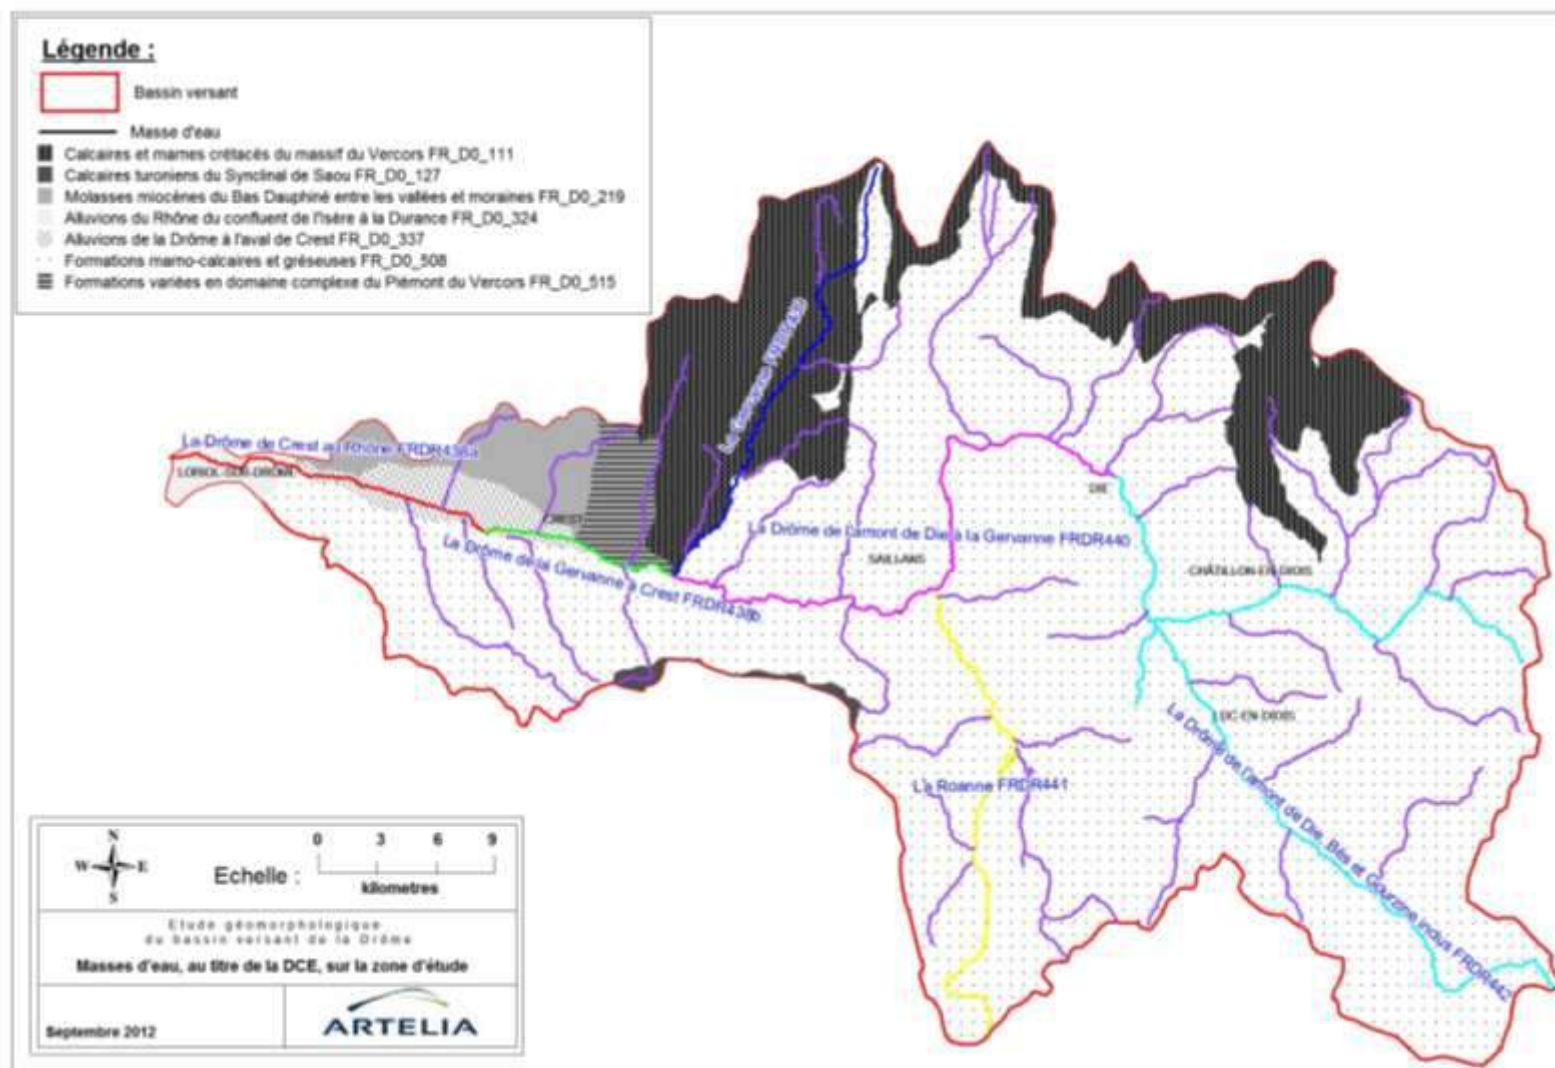 Légende :
Bassin versant
Masse d'eau
Calcaires et marnes crétacés du massif du Vercors FR_D0_111
Calcaires turoniens du Synclinal de Saou FR_D0_127
Molasses miocènes du Bas Dauphiné entre les vallées et moraines FR_D0_219
Alluvions du Rhône du confluent de l'Isère à la Durance FR_D0_324
Alluvions de la Drôme à l'aval de Crest FR_D0_337
Formations marno-calcaires et gréseuses FR_D0_508
Formations variées en domaine complexe du Piémont du Vercors FR_D0_515
La Gervanne
La Drôme de Crest au Rhône FRDR438a
LORIOL-SUR-DROME
CREST
DIE
La Drôme de l'amont de Die à la Gervanne FRDR440
SAILLANS
La Drôme de la Gervanne à Crest FRDR438b
CHÂTILLON-EN-DIOIS
LUC-EN-DIOIS
La Drôme de l'amont de Die, Bès et Gourzine inclus FRDR442
La Roanne FRDR441
N
W E
S
Echelle :
0 3 6 9
kilometres
Etude géomorphologique
du bassin versant de la Drôme
Masses d'eau, au titre de la DCE, sur la zone d'étude
Septembre 2012
ARTELIA